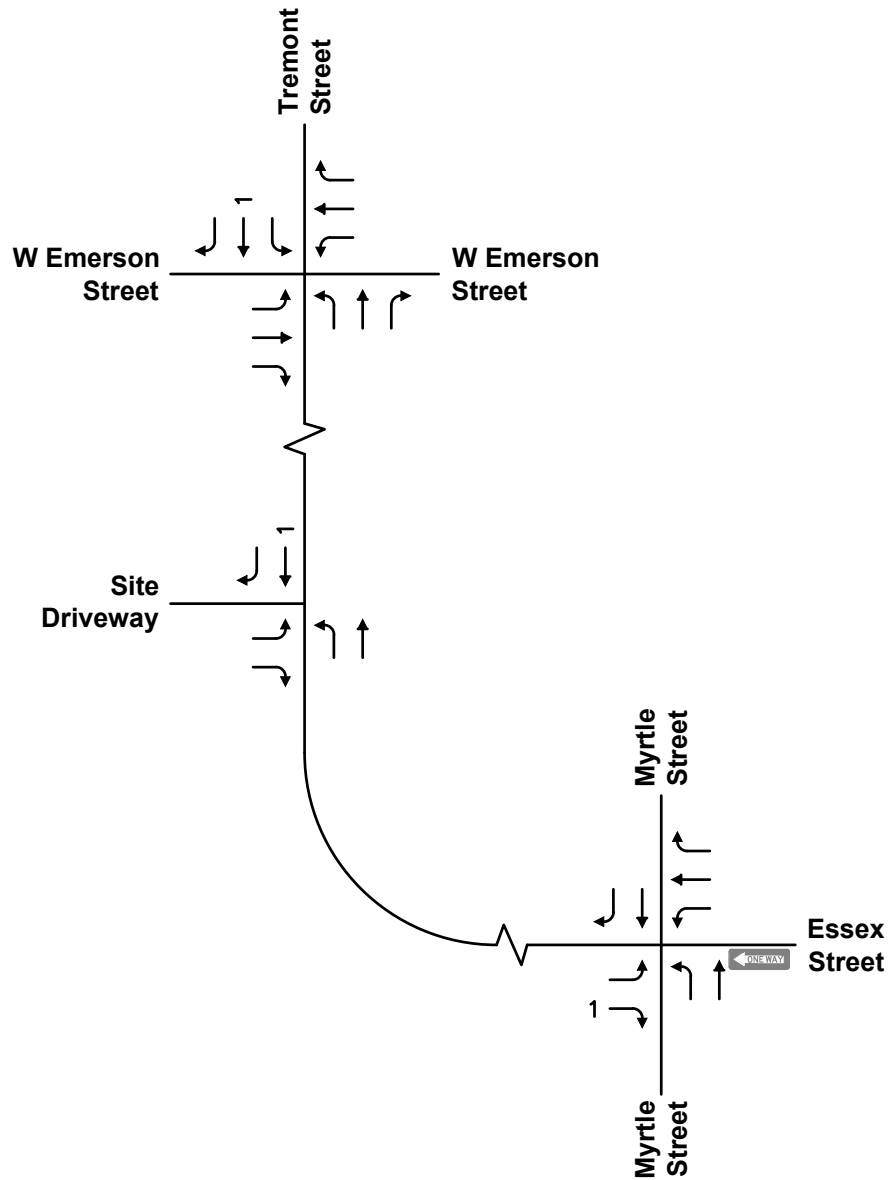 Tremont
Street
1
W Emerson
Street
W Emerson
Street
1
Site
Driveway
Myrtle
Street
Essex
Street
ONE WAY
1
Myrtle
Street